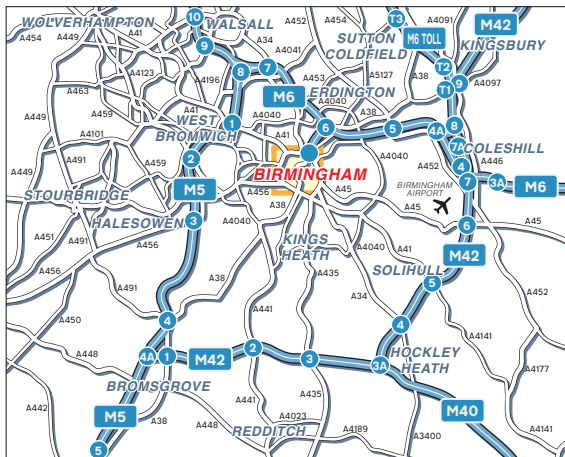 WOLVERHAMPTON
10
WALSALL
A452
A454
T3
A4091
M42
A454
A449
A41
9
A34
A4041
SUTTON
COLDFIELD
M6 TOLL
KINGSBURY
A4123
A4196
8
7
A453
A5127
A38
T2
9
A4097
A463
M6
ERDINGTON
T1
A449
A41
A4040
A459
WEST
BROMWICH
1
A4040
6
A38
5
4A
8
A4101
A41
7A
COLESHILL
A491
A459
2
BIRMINGHAM
A4040
4
A446
A449
M5
A456
A45
BIRMINGHAM
AIRPORT
7
3A
M6
STOURBRIDGE
A38
A452
A45
HALESOWEN
3
A4040
6
A45
A451
A491
A456
KINGS
HEATH
A4040
A41
M42
A456
A38
A435
SOLIHULL
A491
A34
5
A452
A450
4
A441
4
A4141
A448
4A
1
M42
2
3
3A
HOCKLEY
HEATH
A4177
BROMSGROVE
A442
M5
A441
A435
M40
A38
A448
A4023
REDDITCH
A4189
A3400
A4141
5